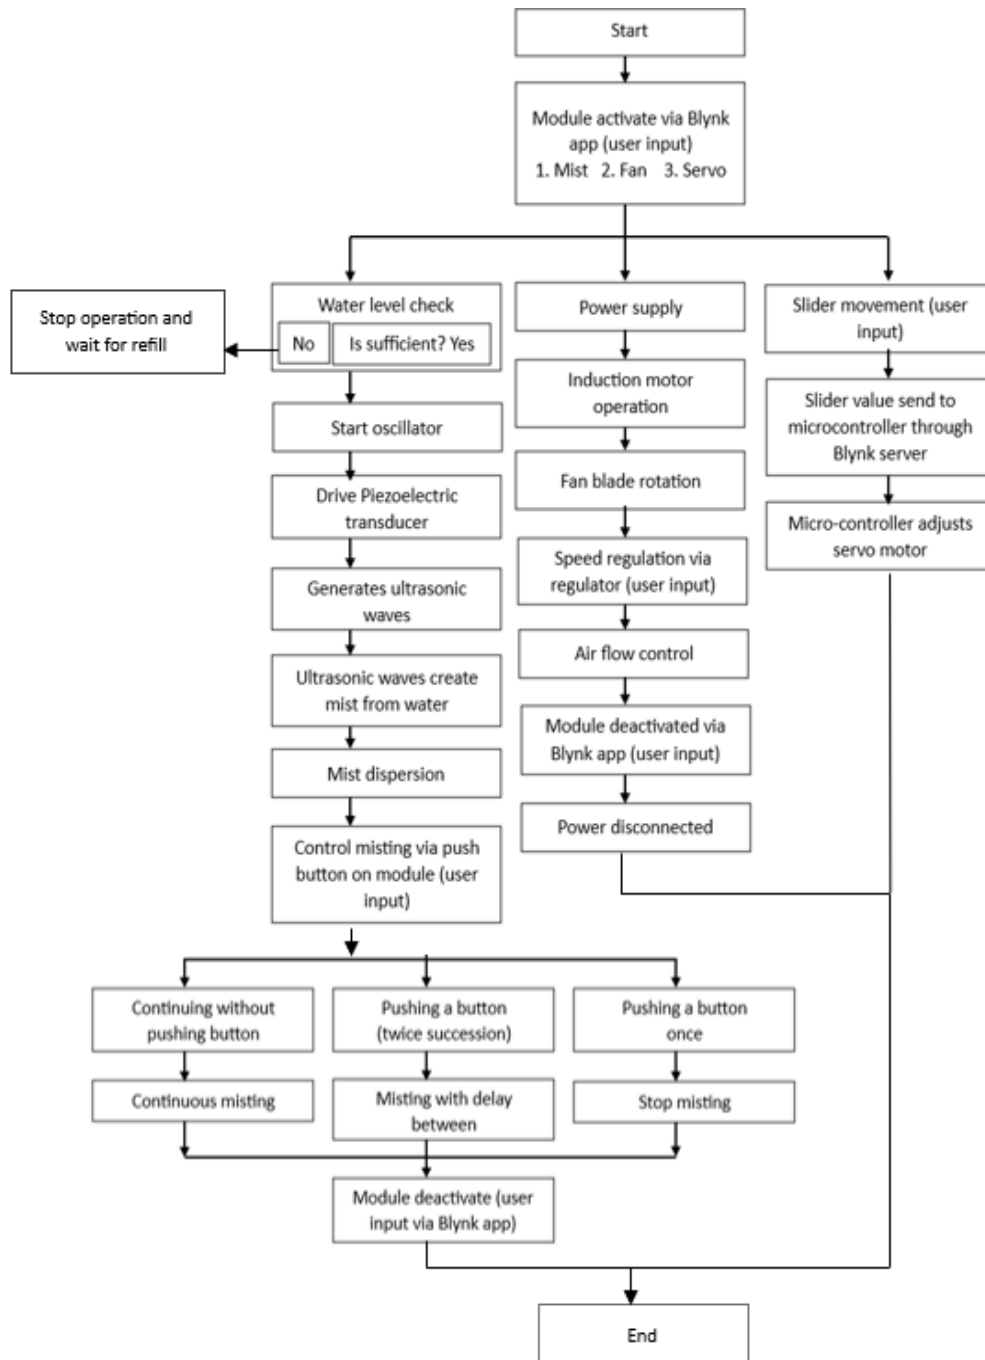 Start
Module activate via Blynk
app (user input)
1. Mist 2. Fan 3. Servo
Water level check
No
Is sufficient? Yes
Stop operation and
wait for refill
Start oscillator
Drive Piezoelectric
transducer
Generates ultrasonic
waves
Ultrasonic waves create
mist from water
Mist dispersion
Control misting via push
button on module (user
input)
Continuing without
pushing button
Continuous misting
Pushing a button
(twice succession)
Misting with delay
between
Pushing a button
once
Stop misting
Module deactivate (user
input via Blynk app)
Power supply
Induction motor
operation
Fan blade rotation
Speed regulation via
regulator (user input)
Air flow control
Module deactivated via
Blynk app (user input)
Power disconnected
Slider movement (user
input)
Slider value send to
microcontroller through
Blynk server
Micro-controller adjusts
servo motor
End